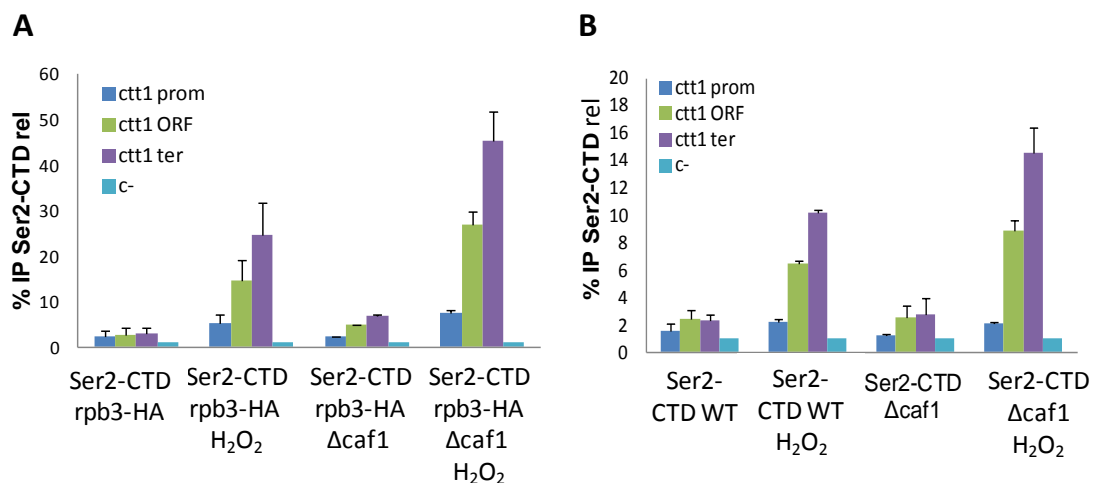 A
% IP Ser2-CTD rel
60
50
40
30
20
10
0
ctt1 prom
ctt1 ORF
ctt1 ter
c-
Ser2-CTD
rpb3-HA
Ser2-CTD
rpb3-HA
H₂O₂
Ser2-CTD
rpb3-HA
Δcaf1
Ser2-CTD
rpb3-HA
Δcaf1
H₂O₂
B
% IP Ser2-CTD rel
20
18
16
14
12
10
8
6
4
2
0
ctt1 prom
ctt1 ORF
ctt1 ter
c-
Ser2-
CTD WT
Ser2-
CTD WT
H₂O₂
Ser2-CTD
Δcaf1
Ser2-CTD
Δcaf1
H₂O₂